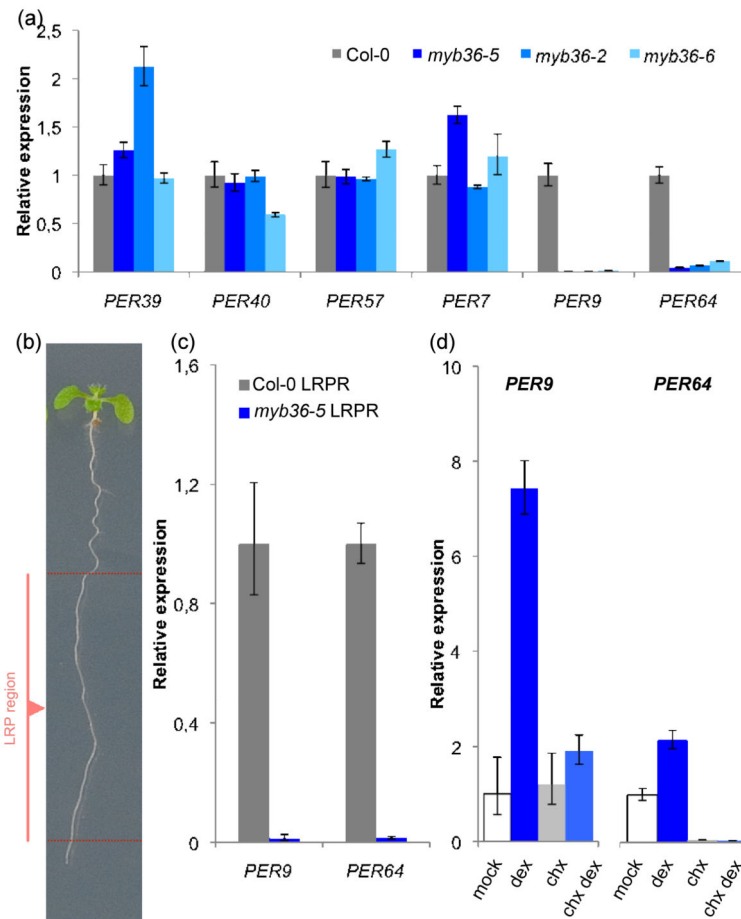 (a)
2,5
2
1,5
1
0,5
0
Relative expression
Col-0 myb36-5 myb36-2 myb36-6
PER39 PER40 PER57 PER7 PER9 PER64
(b)
LRP region
(c)
1,6
1,2
0,8
0,4
0
Relative expression
Col-0 LRPR
myb36-5 LRPR
PER9 PER64
(d)
10
8
6
4
2
0
Relative expression
PER9 PER64
mock dex chx chx dex mock dex chx chx dex